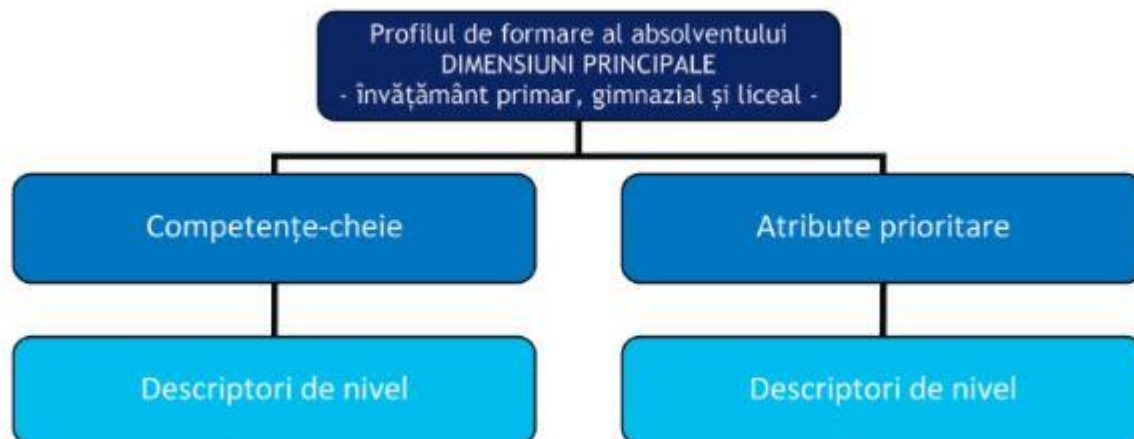 Profilul de formare al absolventului
DIMENSIUNI PRINCIPALE
- învățământ primar, gimnazial și liceal -
Competențe-cheie
Atribute prioritare
Descriptori de nivel
Descriptori de nivel